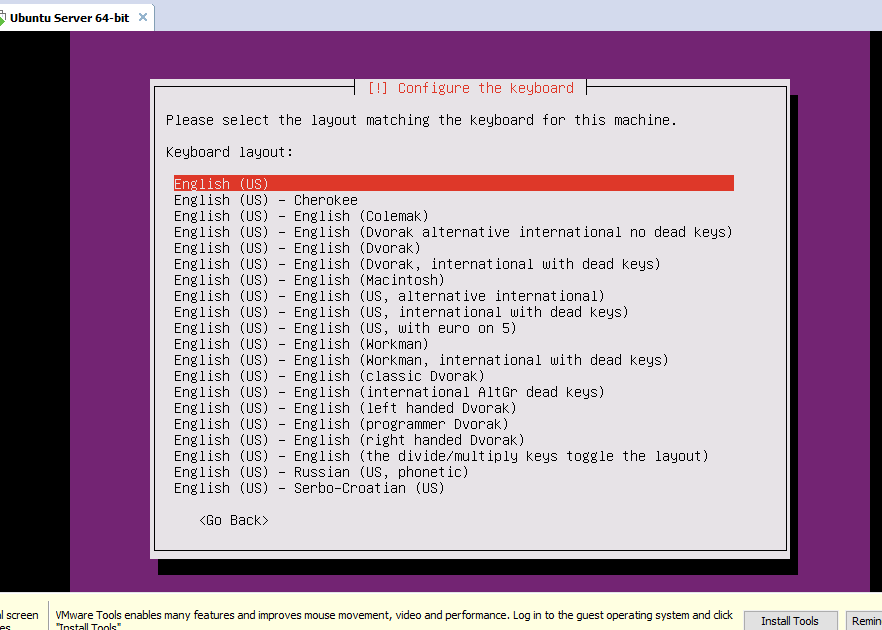 Ubuntu Server 64-bit
[!] Configure the keyboard
Please select the layout matching the keyboard for this machine.
Keyboard layout:
English (US)
English (US) - Cherokee
English (US) - English (Colemak)
English (US) - English (Dvorak alternative international no dead keys)
English (US) - English (Dvorak)
English (US) - English (Dvorak, international with dead keys)
English (US) - English (Macintosh)
English (US) - English (US, alternative international)
English (US) - English (US, international with dead keys)
English (US) - English (US, with euro on 5)
English (US) - English (Workman)
English (US) - English (Workman, international with dead keys)
English (US) - English (classic Dvorak)
English (US) - English (international AltGr dead keys)
English (US) - English (left handed Dvorak)
English (US) - English (programmer Dvorak)
English (US) - English (right handed Dvorak)
English (US) - English (the divide/multiply keys toggle the layout)
English (US) - Russian (US, phonetic)
English (US) - Serbo-Croatian (US)
<Go Back>
screen
VMware Tools enables many features and improves mouse movement, video and performance. Log in to the guest operating system and click
"Install Tools"
Install Tools
Remin